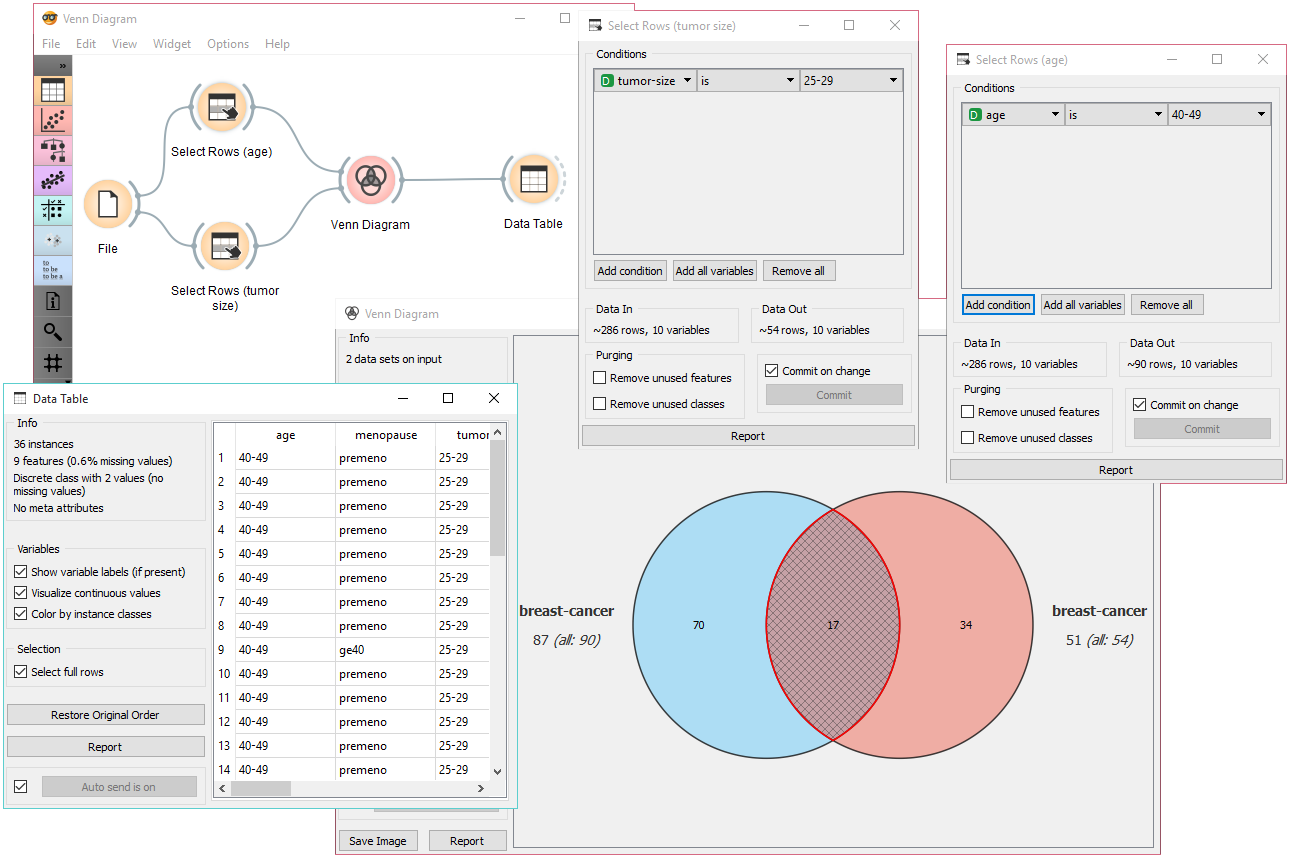 Venn Diagram
File Edit View Widget Options Help
»
to
to be
to be a
File
Select Rows (age)
Select Rows (tumor
size)
Venn Diagram
Data Table
Select Rows (tumor size)
Conditions
D tumor-size is 25-29
Add condition Add all variables Remove all
Data In Data Out
~286 rows, 10 variables ~54 rows, 10 variables
Purging
Remove unused features
Remove unused classes
Commit on change
Commit
Report
Select Rows (age)
Conditions
D age is 40-49
Add condition Add all variables Remove all
Data In Data Out
~286 rows, 10 variables ~90 rows, 10 variables
Purging
Remove unused features
Remove unused classes
Commit on change
Commit
Report
Venn Diagram
Info
2 data sets on input
breast-cancer
87 (all: 90)
70
17
34
breast-cancer
51 (all: 54)
Save Image Report
Data Table
Info
36 instances
9 features (0.6% missing values)
Discrete class with 2 values (no
missing values)
No meta attributes
Variables
Show variable labels (if present)
Visualize continuous values
Color by instance classes
Selection
Select full rows
Restore Original Order
Report
Auto send is on
age menopause tumor
1 40-49 premeno 25-29
2 40-49 premeno 25-29
3 40-49 premeno 25-29
4 40-49 premeno 25-29
5 40-49 premeno 25-29
6 40-49 premeno 25-29
7 40-49 premeno 25-29
8 40-49 premeno 25-29
9 40-49 ge40 25-29
10 40-49 premeno 25-29
11 40-49 premeno 25-29
12 40-49 premeno 25-29
13 40-49 premeno 25-29
14 40-49 premeno 25-29